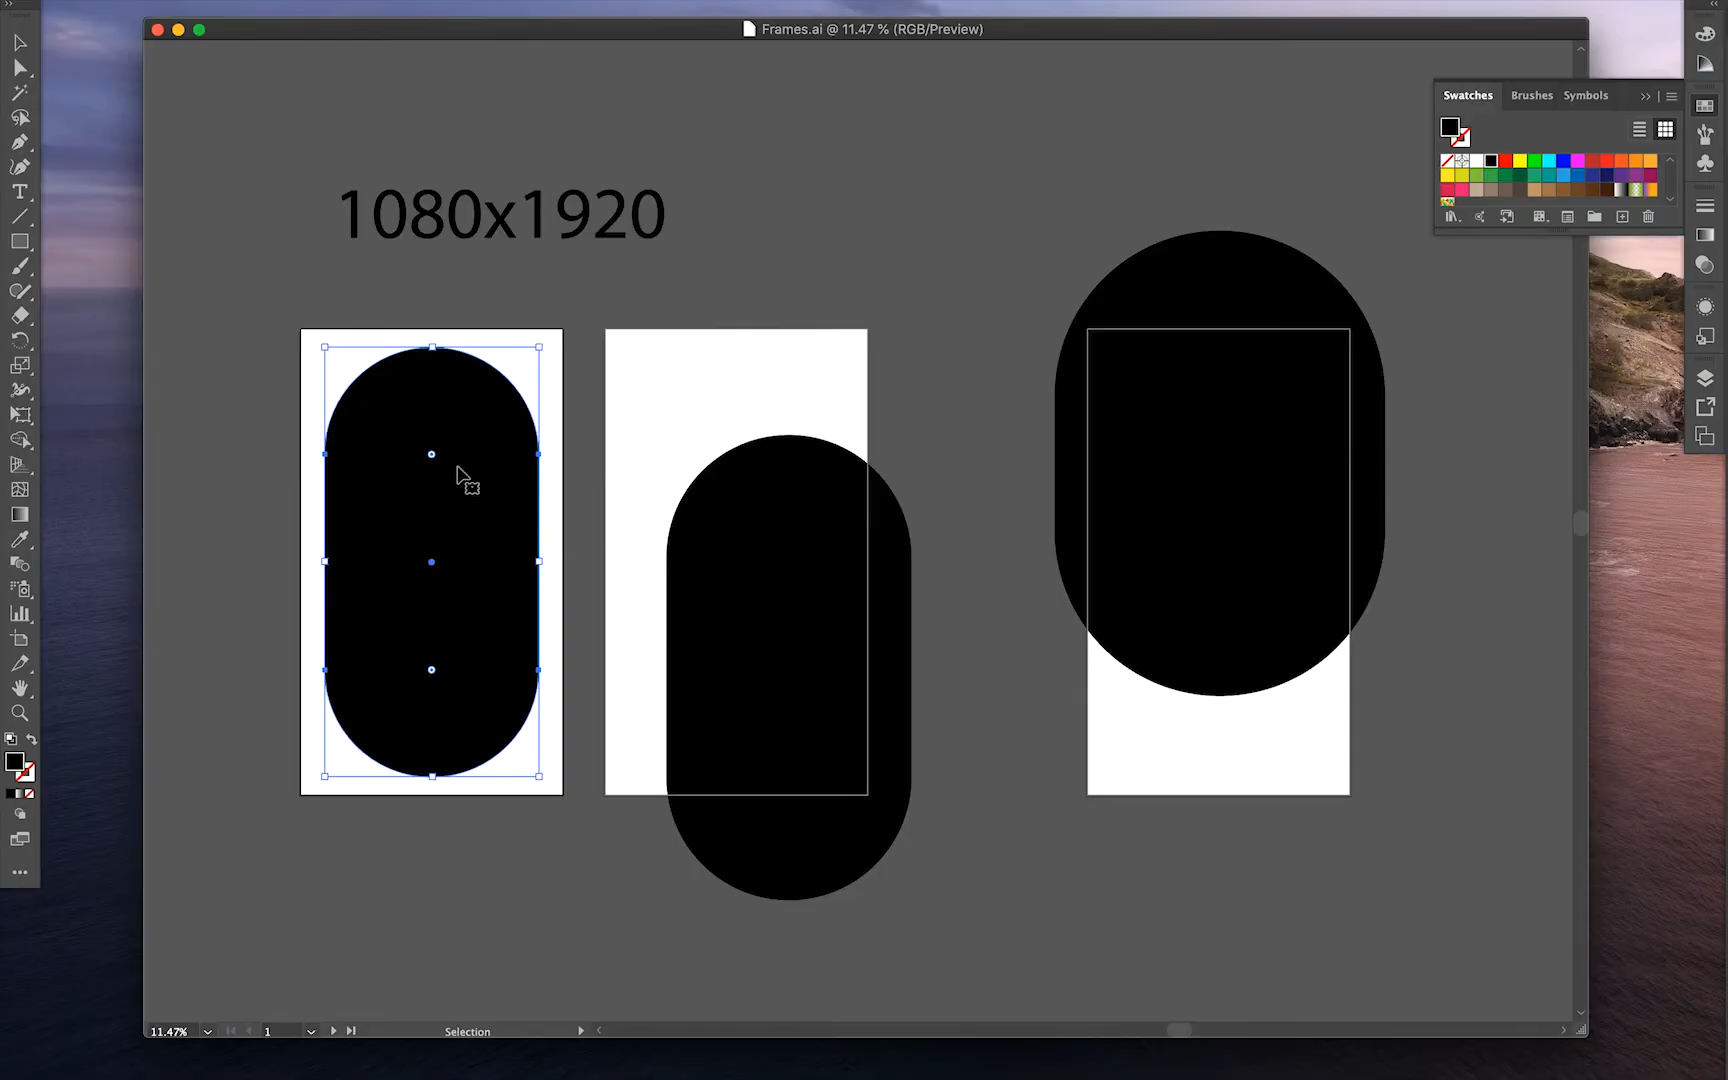 Frames.ai @ 11.47 % (RGB/Preview)
Swatches Brushes Symbols
1080x1920
11.47% 1 Selection